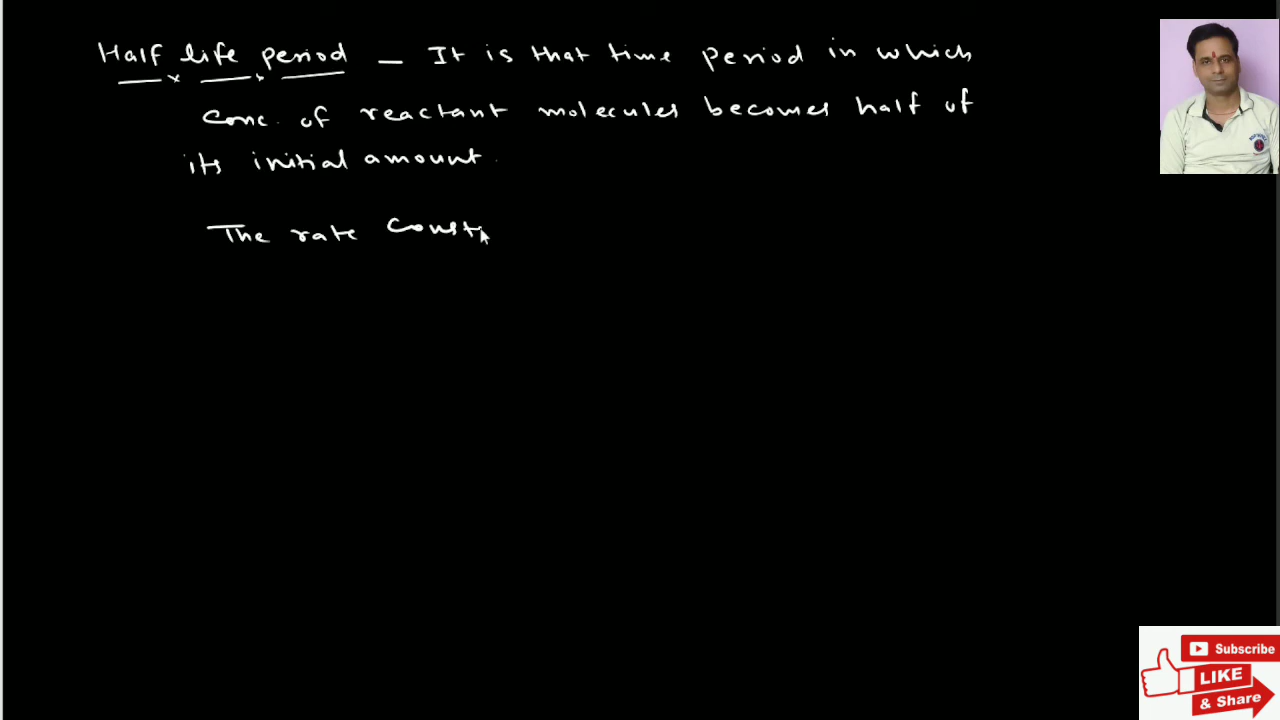 Half life period – It is that time period in which
conc. of reactant molecules becomes half of
its initial amount.
The rate const
Subscribe
LIKE
& Share